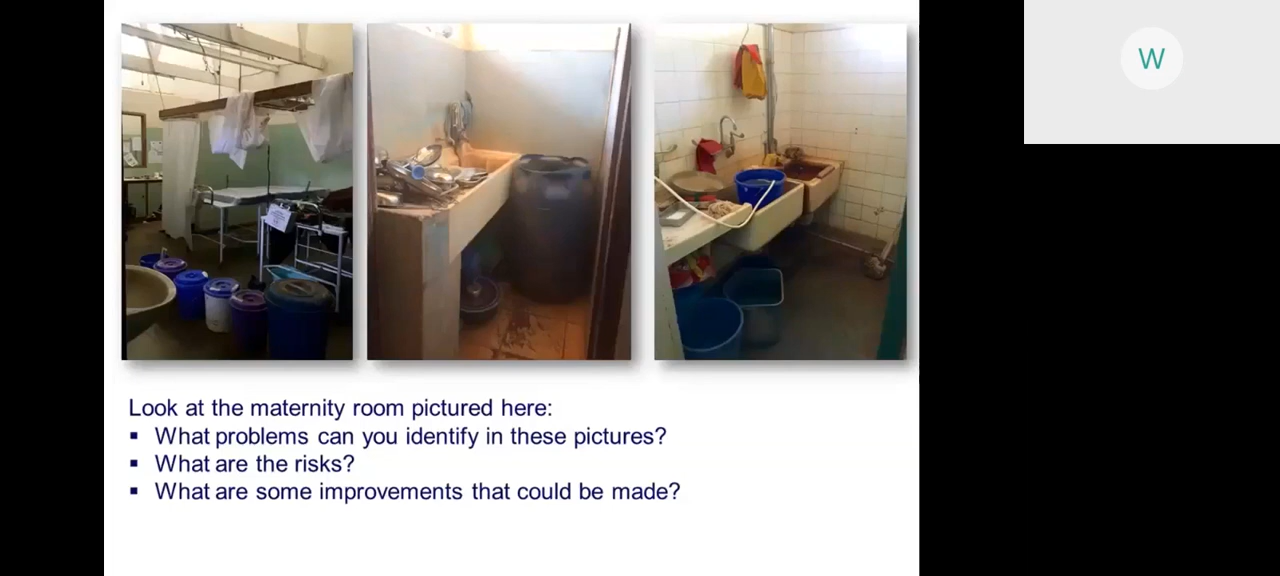 Look at the maternity room pictured here:
▪ What problems can you identify in these pictures?
▪ What are the risks?
▪ What are some improvements that could be made?
W